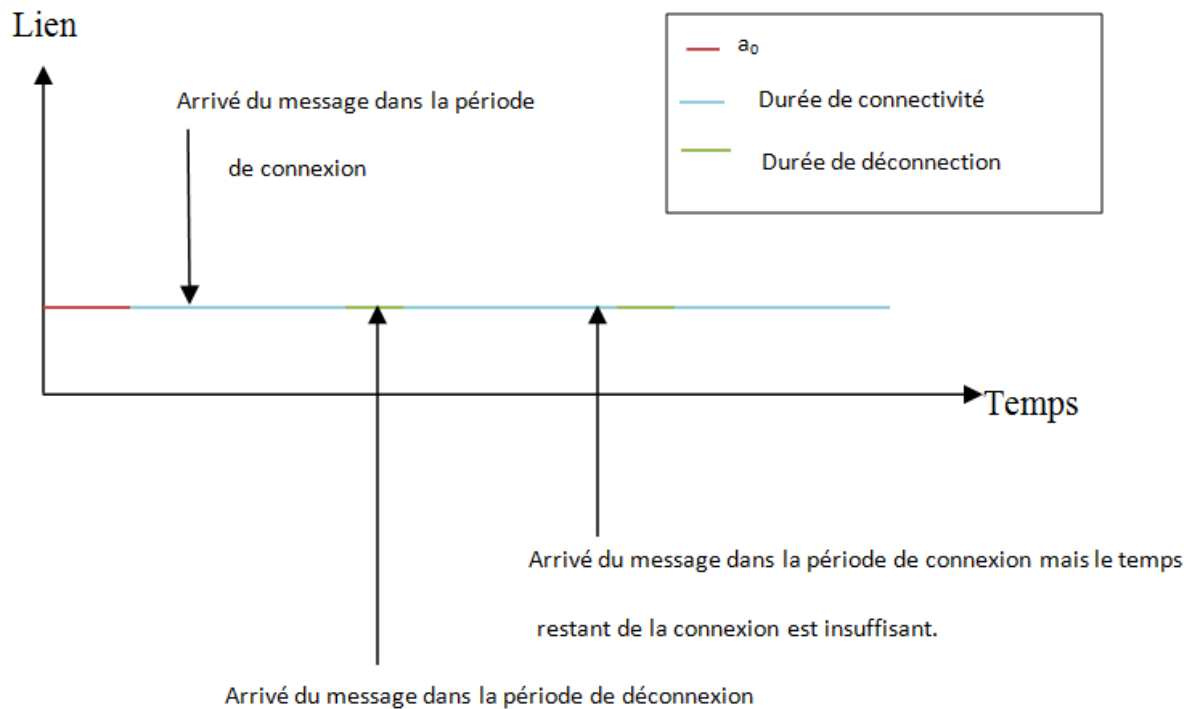 Lien
a₀
Durée de connectivité
Durée de déconnection
Arrivé du message dans la période
de connexion
Temps
Arrivé du message dans la période de connexion mais le temps
restant de la connexion est insuffisant.
Arrivé du message dans la période de déconnexion